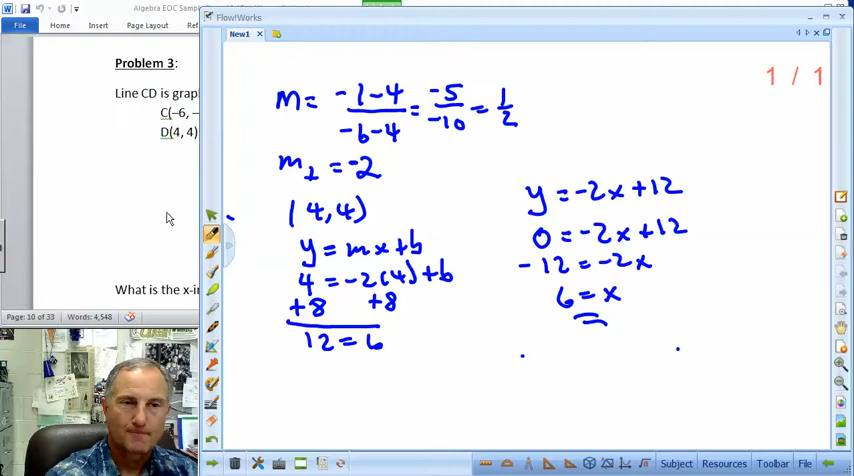 Algebra EOC Sample
Flow!Works
File Home Insert Page Layout Re
New1
1 / 1
Problem 3:
Line CD is grap
C(–6, –
D(4, 4)
What is the x-in
m = -1-4/-6-4 = -5/-10 = 1/2
m⊥ = -2
(4,4)
y = mx+b
4 = -2(4)+b
+8 +8
12 = b
y = -2x+12
0 = -2x+12
-12 = -2x
6 = x
Page: 10 of 33 Words: 4,548
Subject Resources Toolbar File